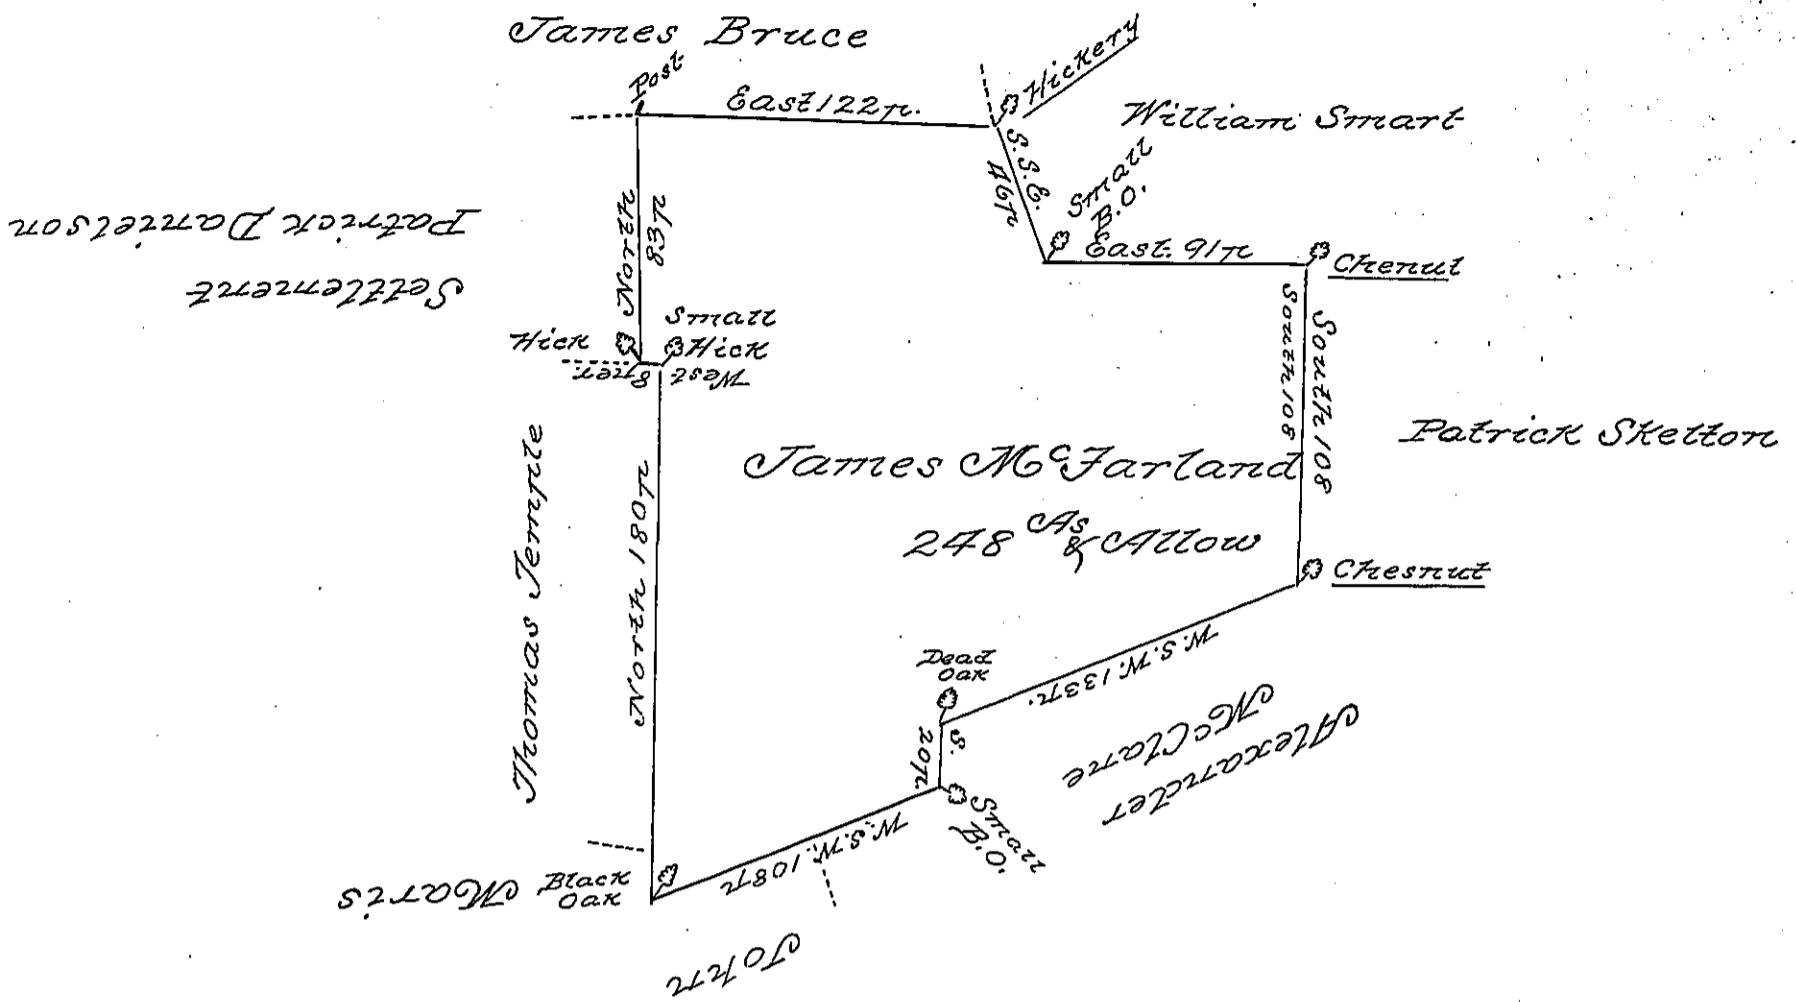 James Bruce
Post
East 122 p.
Hickery
William Smart
S.S.E.
46 p
Small
B.O.
East. 91 p
Chenut
Patrick Danielson
Settlement
North
83 p
Hick
Small
Hick
West 8 per.
South 108
South 108
Patrick Skelton
James McFarland
248 As & Allow
Thomas Temple
North 180 p
Chesnut
W.S.W. 133 p.
Dead
Oak
S.
20 p.
Small
B.O.
Alexander
McClane
W.S.W. 108 p
Black
Oak
John
Maris